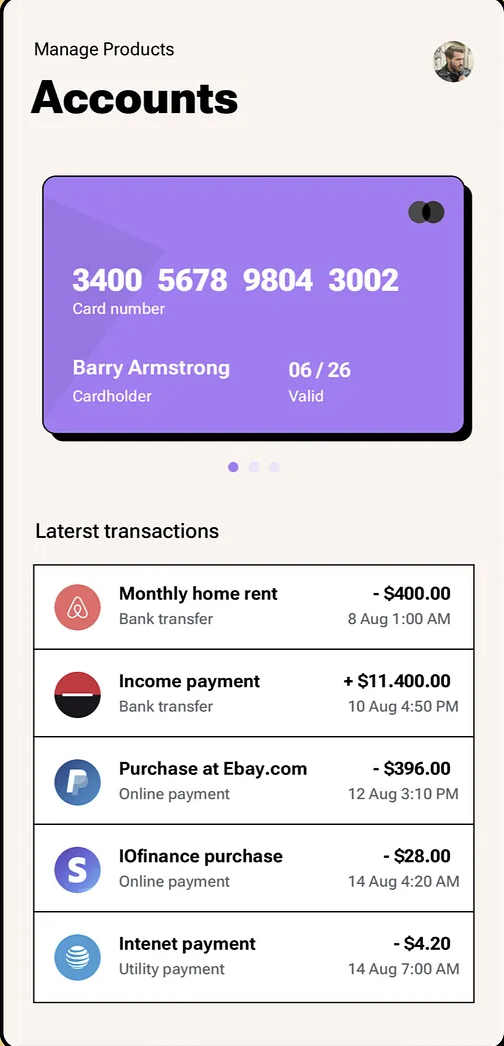 Manage Products
Accounts
3400 5678 9804 3002
Card number
Barry Armstrong 06 / 26
Cardholder Valid
Laterst transactions
Monthly home rent - $400.00
Bank transfer 8 Aug 1:00 AM
Income payment + $11.400.00
Bank transfer 10 Aug 4:50 PM
Purchase at Ebay.com - $396.00
Online payment 12 Aug 3:10 PM
IOfinance purchase - $28.00
Online payment 14 Aug 4:20 AM
Intenet payment - $4.20
Utility payment 14 Aug 7:00 AM